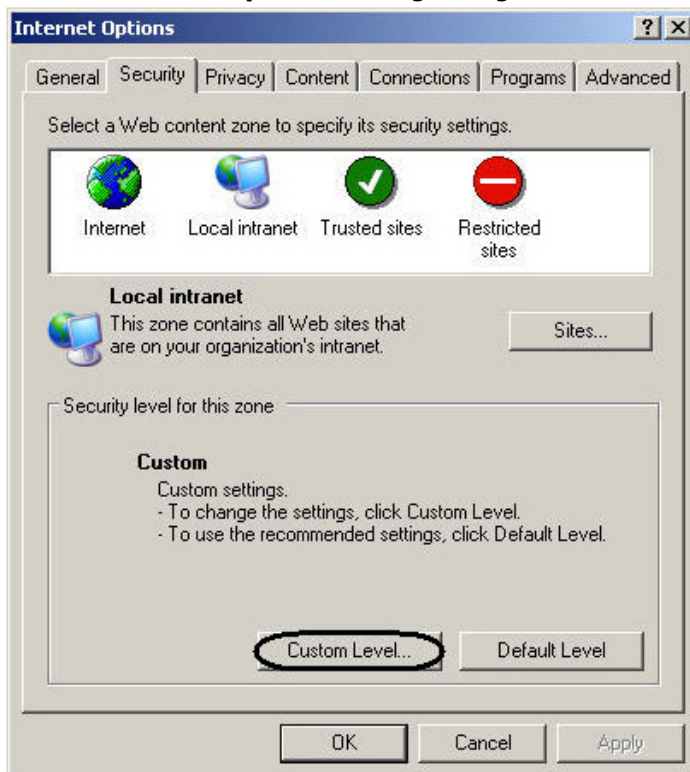 Internet Options
? X
General Security Privacy Content Connections Programs Advanced
Select a Web content zone to specify its security settings.
Internet Local intranet Trusted sites Restricted sites
Local intranet
This zone contains all Web sites that
are on your organization's intranet.
Sites...
Security level for this zone
Custom
Custom settings.
- To change the settings, click Custom Level.
- To use the recommended settings, click Default Level.
Custom Level... Default Level
OK Cancel Apply